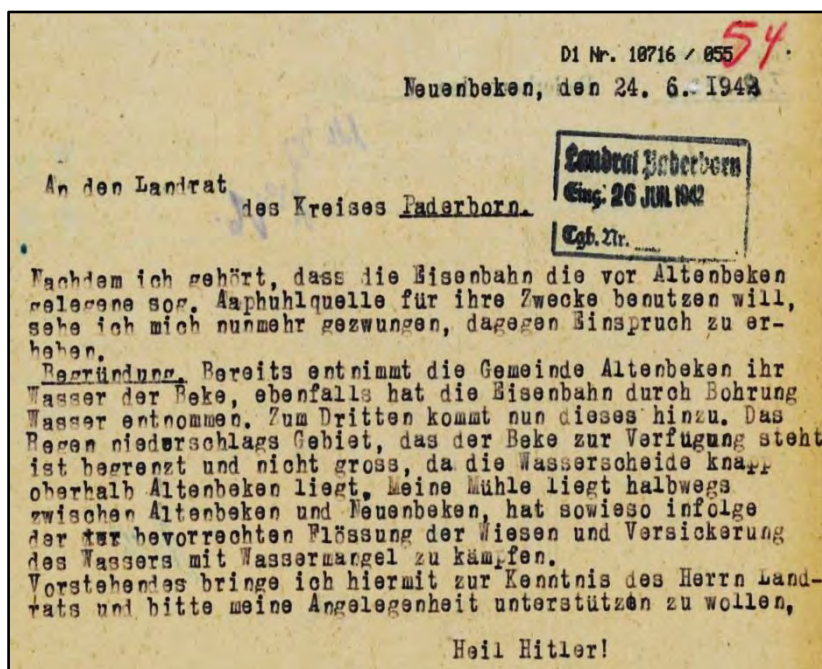 54
D1 Nr. 10716 / 055
Neuenbeken, den 24. 6. 1942
Landrat Paderborn
Eing. 26 JUN. 1942
Tgb. Nr.
An den Landrat
des Kreises Paderborn.
Nachdem ich gehört, dass die Eisenbahn die vor Altenbeken
gelegene sog. Aaphuhlquelle für ihre Zwecke benutzen will,
sehe ich mich nunmehr gezwungen, dagegen Einspruch zu er-
heben.
Begründung. Bereits entnimmt die Gemeinde Altenbeken ihr
Wasser der Beke, ebenfalls hat die Eisenbahn durch Bohrung
Wasser entnommen. Zum Dritten kommt nun dieses hinzu. Das
Regen niederschlags Gebiet, das der Beke zur Verfügung steht
ist begrenzt und nicht gross, da die Wasserscheide knapp
oberhalb Altenbeken liegt. Meine Mühle liegt halbwegs
zwischen Altenbeken und Neuenbeken, hat sowieso infolge
der bevorrechten Flössung der Wiesen und Versickerung
des Wassers mit Wassermangel zu kämpfen.
Vorstehendes bringe ich hiermit zur Kenntnis des Herrn Land-
rats und bitte meine Angelegenheit unterstützen zu wollen,
Heil Hitler!